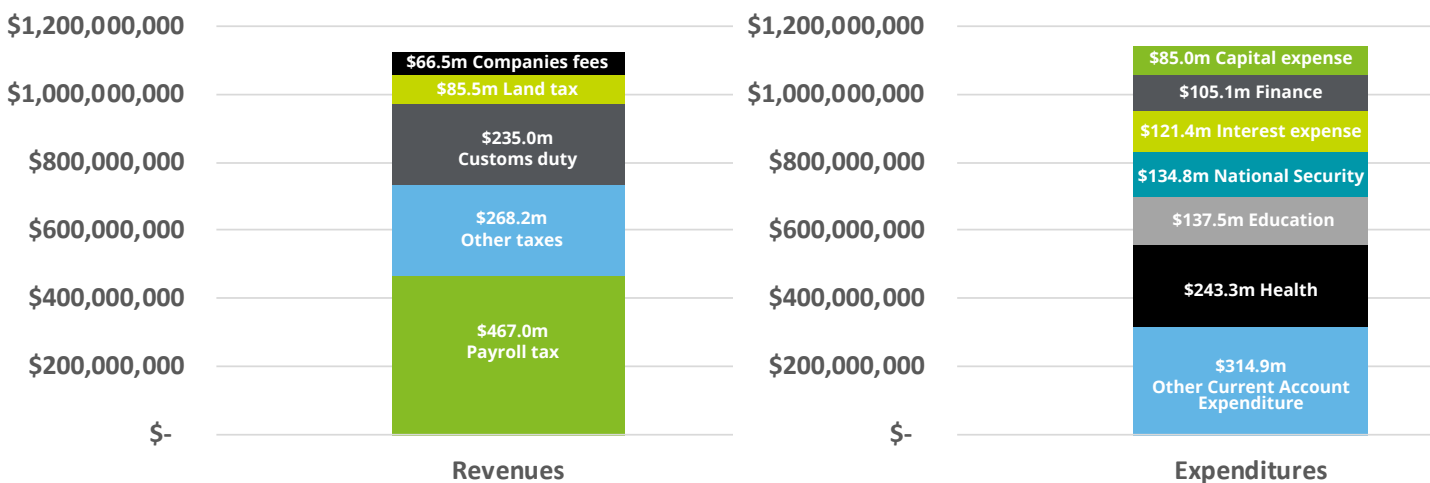 $1,200,000,000
$1,000,000,000
$800,000,000
$600,000,000
$400,000,000
$200,000,000
$-
$66.5m Companies fees
$85.5m Land tax
$235.0m
Customs duty
$268.2m
Other taxes
$467.0m
Payroll tax
Revenues
$1,200,000,000
$1,000,000,000
$800,000,000
$600,000,000
$400,000,000
$200,000,000
$-
$85.0m Capital expense
$105.1m Finance
$121.4m Interest expense
$134.8m National Security
$137.5m Education
$243.3m Health
$314.9m
Other Current Account
Expenditure
Expenditures